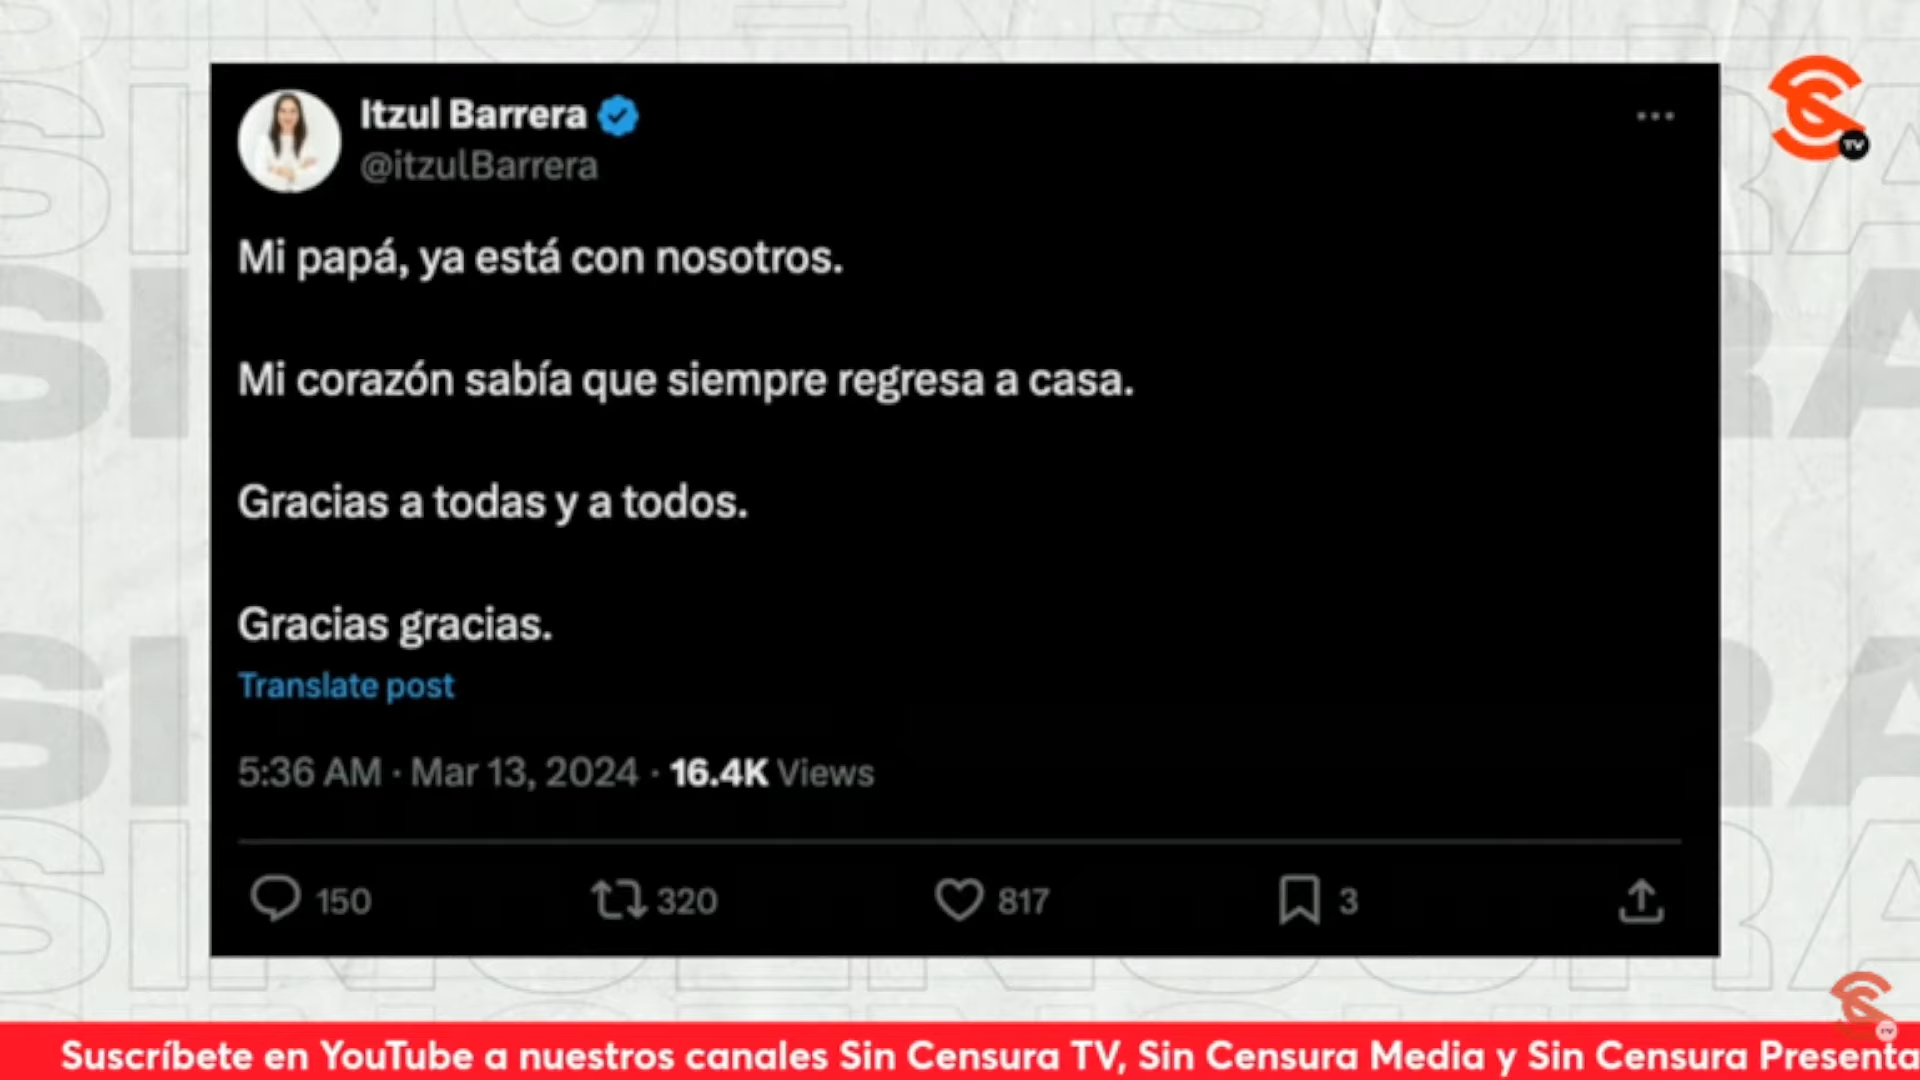 Itzul Barrera
@itzulBarrera
TV
Mi papá, ya está con nosotros.
Mi corazón sabía que siempre regresa a casa.
Gracias a todas y a todos.
Gracias gracias.
Translate post
5:36 AM · Mar 13, 2024 · 16.4K Views
150 320 817 3
TV
Suscríbete en YouTube a nuestros canales Sin Censura TV, Sin Censura Media y Sin Censura Presenta